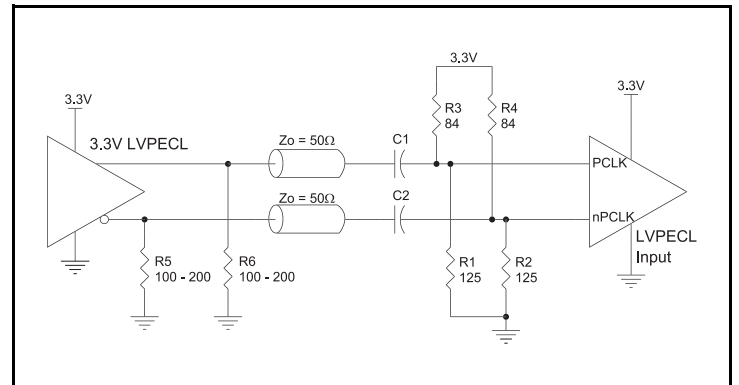 3.3V
3.3V LVPECL
Zo = 50Ω
Zo = 50Ω
C1
C2
R5
100 - 200
R6
100 - 200
3.3V
R3
84
R4
84
R1
125
R2
125
3.3V
PCLK
nPCLK
LVPECL
Input